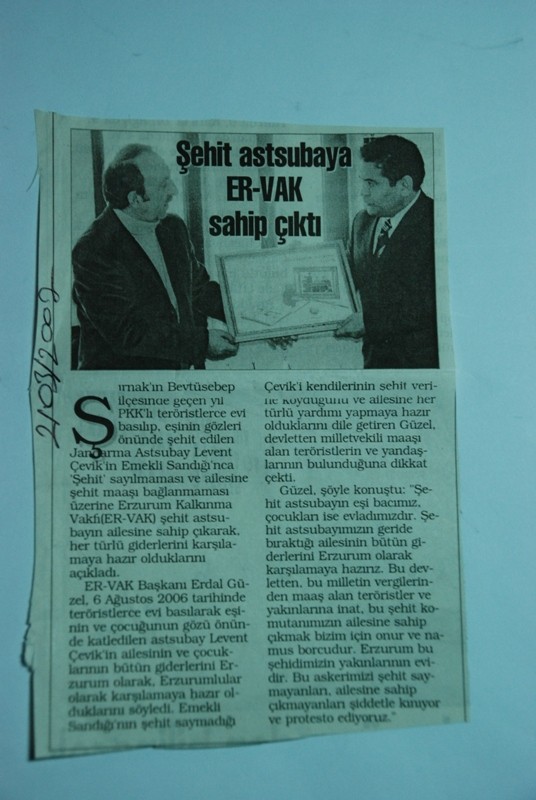 Şehit astsubaya
ER-VAK
sahip çıktı
Şırnak'ın Beytüşebep
ilçesinde geçen yıl
PKK'lı teröristlerce evi
basılıp, eşinin gözleri
önünde şehit edilen
Jandarma Astsubay Levent
Çevik'in Emekli Sandığı'nca
'Şehit' sayılmaması ve ailesine
şehit maaşı bağlanmaması
üzerine Erzurum Kalkınma
Vakfı(ER-VAK) şehit astsu-
bayın ailesine sahip çıkarak,
her türlü giderlerini karşıla-
maya hazır olduklarını
açıkladı.
ER-VAK Başkanı Erdal Gü-
zel, 6 Ağustos 2006 tarihinde
teröristlerce evi basılarak eşi-
nin ve çocuğunun gözü önün-
de katledilen astsubay Levent
Çevik'in ailesinin ve çocuk-
larının bütün giderlerini Er-
zurum olarak, Erzurumlular
olarak karşılamaya hazır ol-
duklarını söyledi. Emekli
Sandığı'nın şehit saymadığı
Çevik'i kendilerinin şehit yeri-
ne koyduğunu ve ailesine her
türlü yardımı yapmaya hazır
olduklarını dile getiren Güzel,
devletten milletvekili maaşı
alan teröristlerin ve yandaş-
larının bulunduğuna dikkat
çekti.
Güzel, şöyle konuştu: "Şe-
hit astsubayın eşi bacımız,
çocukları ise evladımızdır. Şe-
hit astsubayımızın geride
bıraktığı ailesinin bütün gi-
derlerini Erzurum olarak
karşılamaya hazırız. Bu dev-
letten, bu milletin vergilerin-
den maaş alan teröristler ve
yakınlarına inat, bu şehit ko-
mutanımızın ailesine sahip
çıkmak bizim için onur ve na-
mus borcudur. Erzurum bu
şehidimizin yakınlarının evi-
dir. Bu askerimizi şehit say-
mayanları, ailesine sahip
çıkmayanları şiddetle kınıyor
ve protesto ediyoruz."